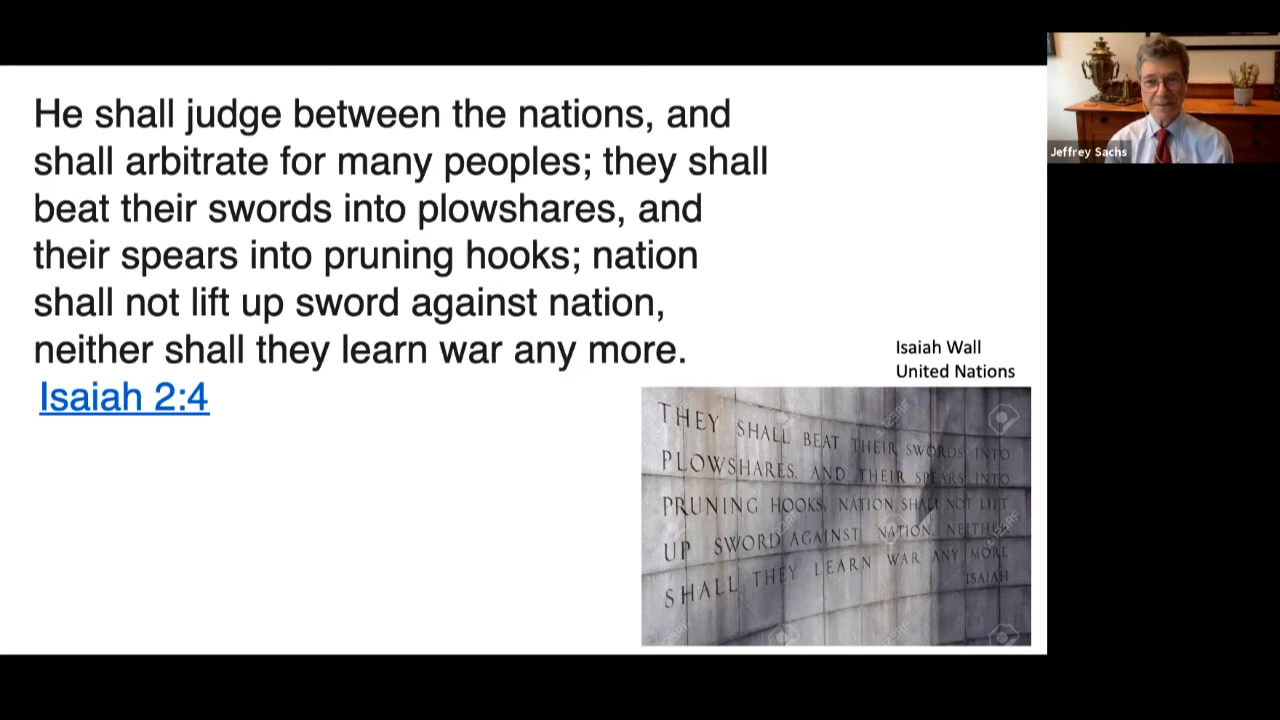 He shall judge between the nations, and
shall arbitrate for many peoples; they shall
beat their swords into plowshares, and
their spears into pruning hooks; nation
shall not lift up sword against nation,
neither shall they learn war any more.
Isaiah 2:4
Isaiah Wall
United Nations
THEY SHALL BEAT THEIR SWORDS INTO
PLOWSHARES. AND THEIR SPEARS INTO
PRUNING HOOKS. NATION SHALL NOT LIFT
UP SWORD AGAINST NATION. NEITHER
SHALL THEY LEARN WAR ANY MORE
ISAIAH
Jeffrey Sachs